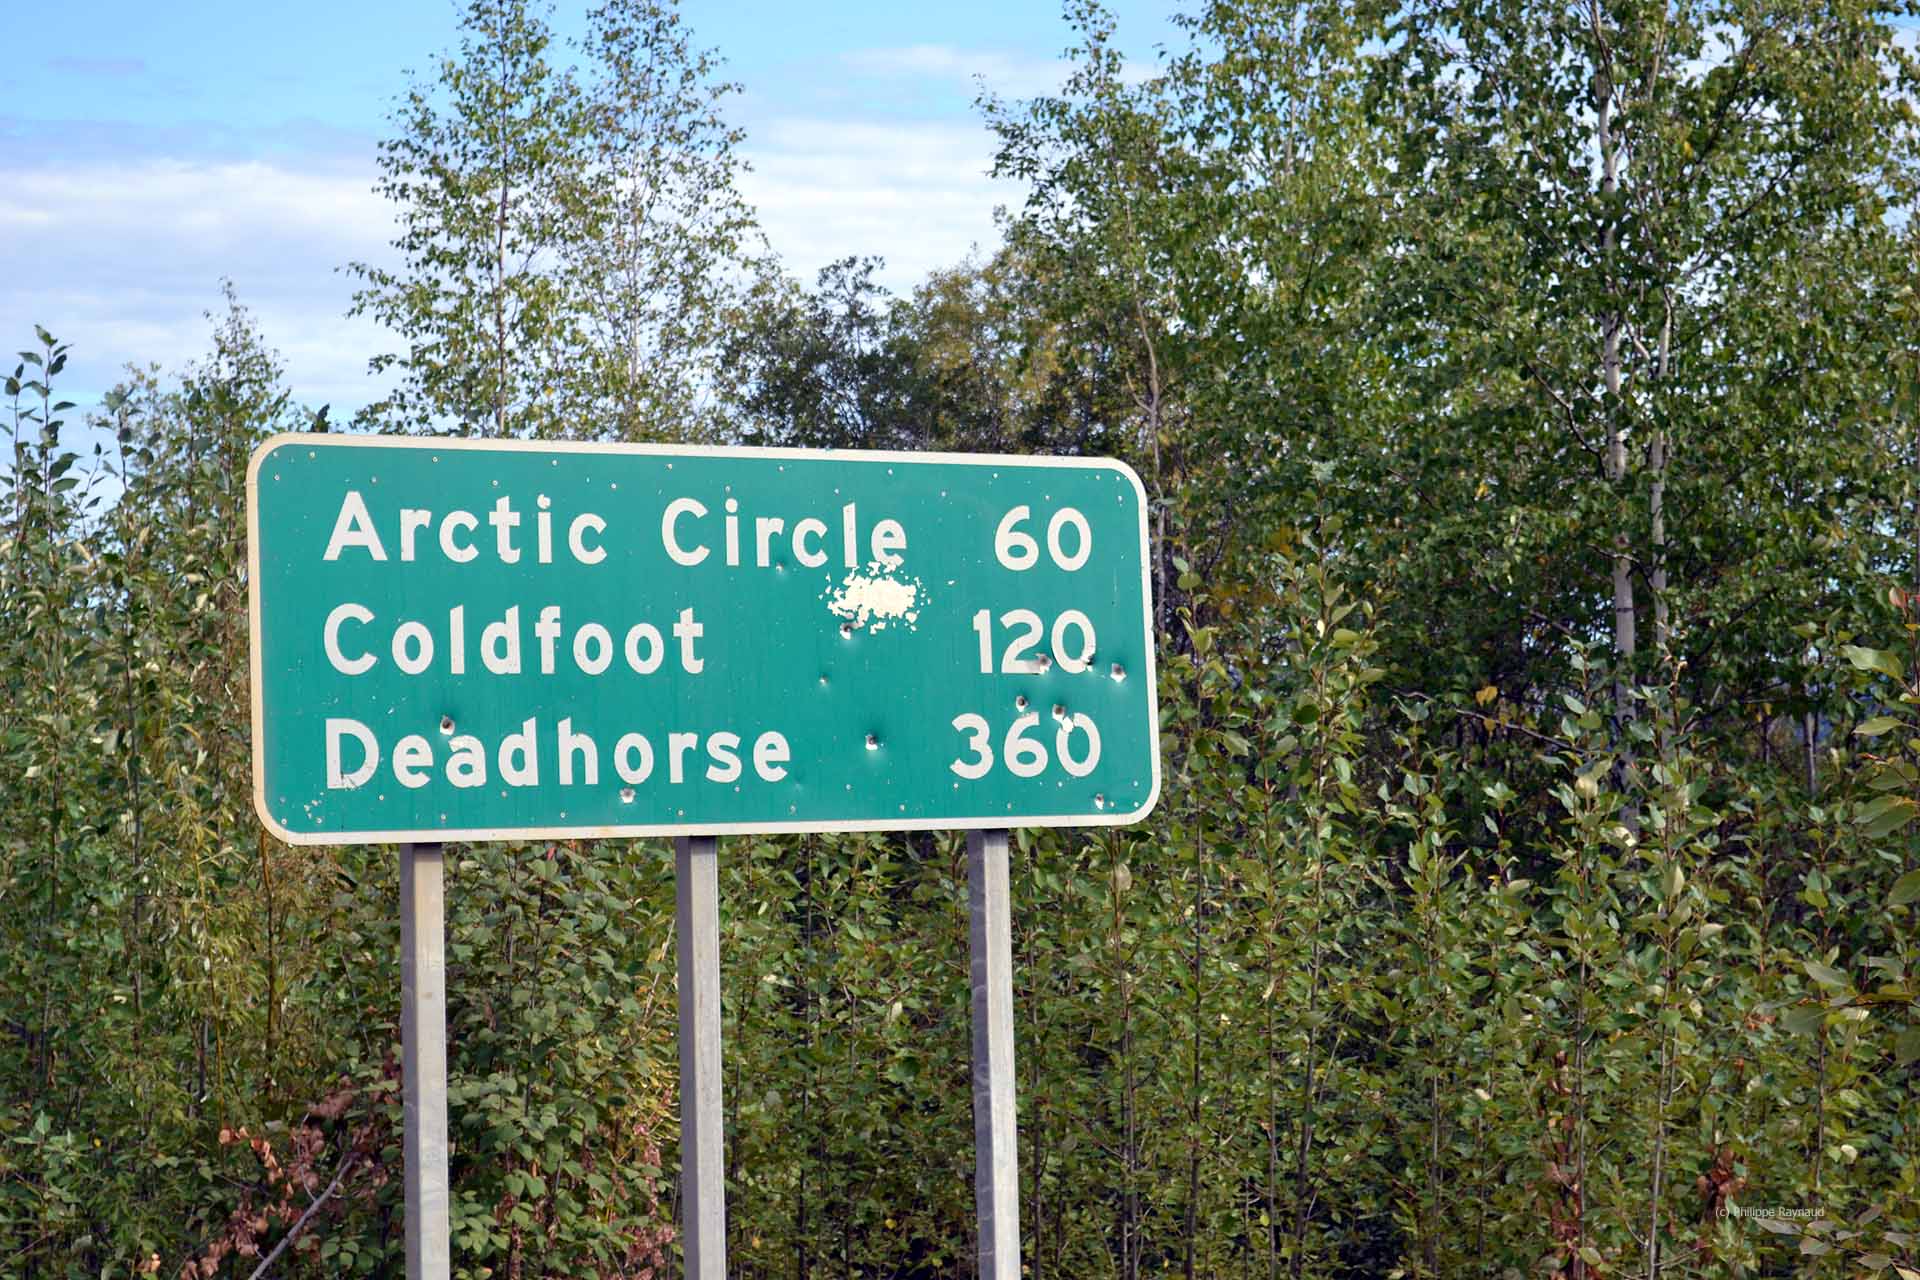 Arctic Circle 60
Coldfoot 120
Deadhorse 360
(c) Philippe Raynaud